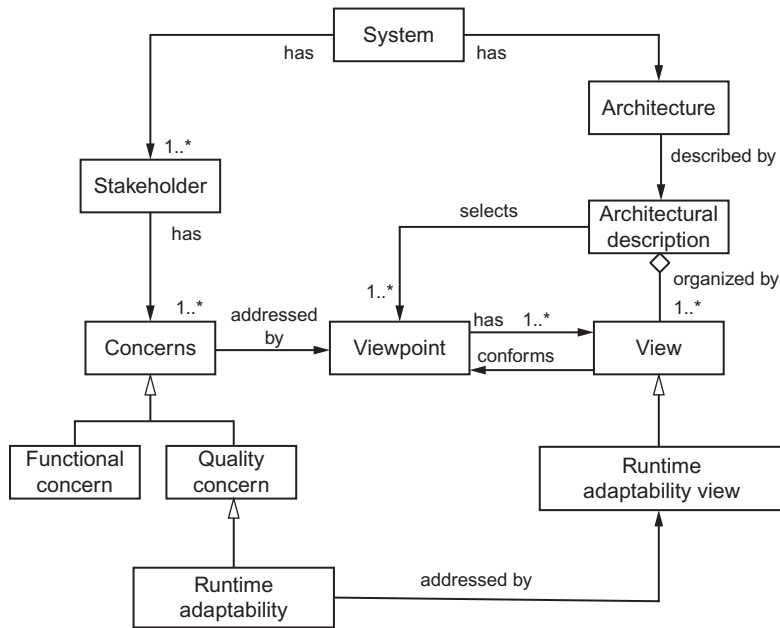 System
has
has
Architecture
1..*
described by
Stakeholder
selects
Architectural
description
has
organized by
1..*
addressed
by
1..*
has
1..*
1..*
Concerns
Viewpoint
conforms
View
Functional
concern
Quality
concern
Runtime
adaptability view
Runtime
adaptability
addressed by